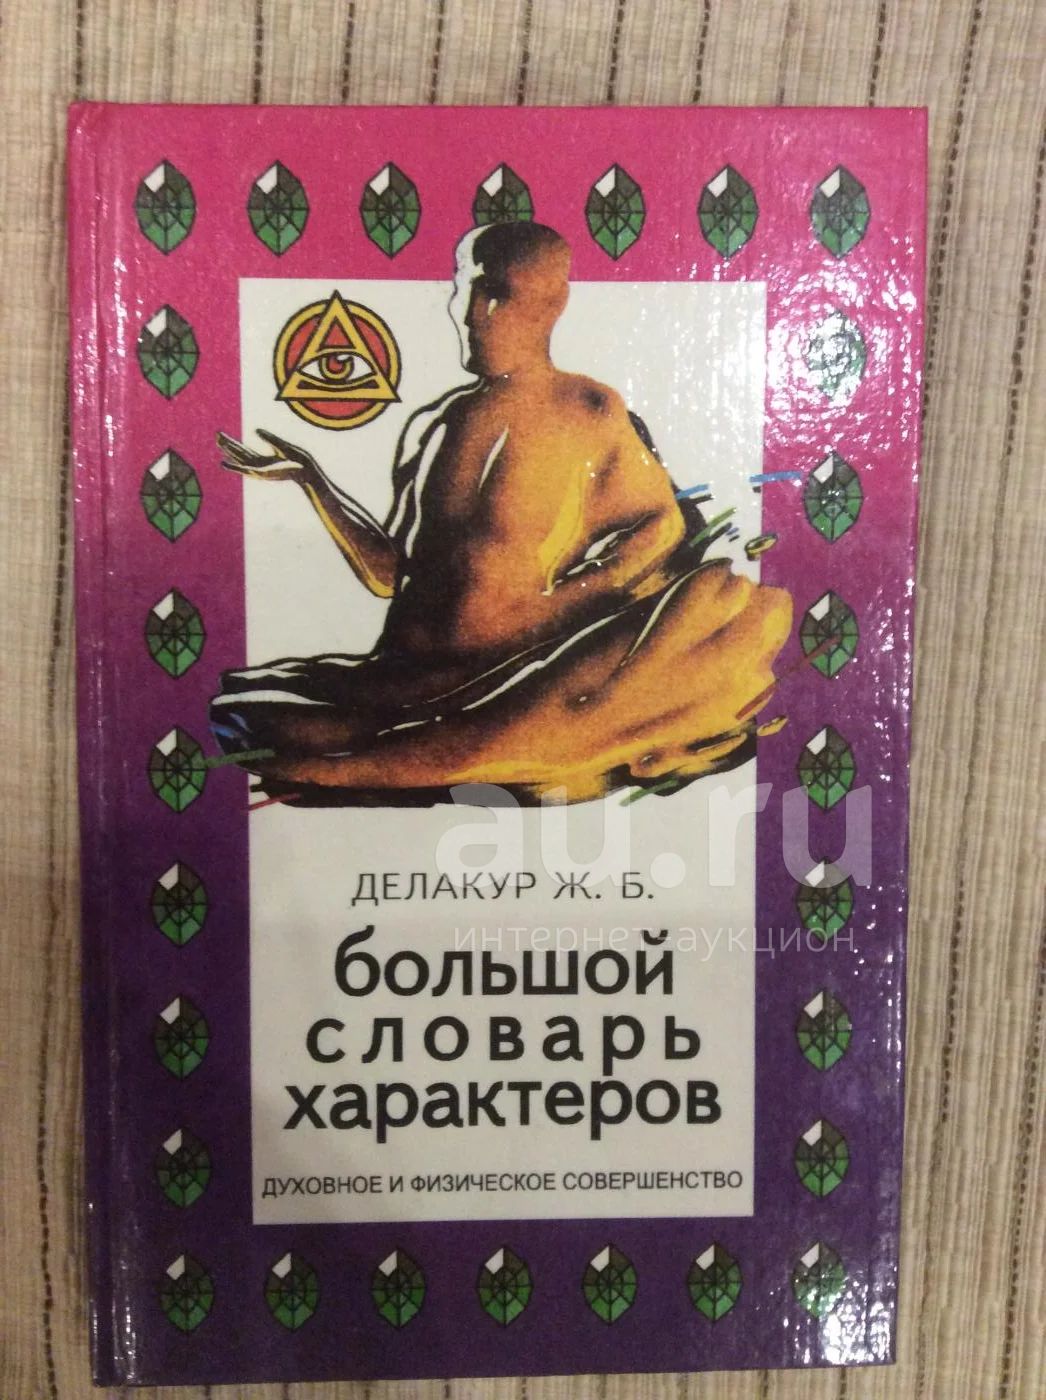 au.ru
ДЕЛАКУР Ж. Б.
интернет-аукцион
большой
словарь
характеров
ДУХОВНОЕ И ФИЗИЧЕСКОЕ СОВЕРШЕНСТВО